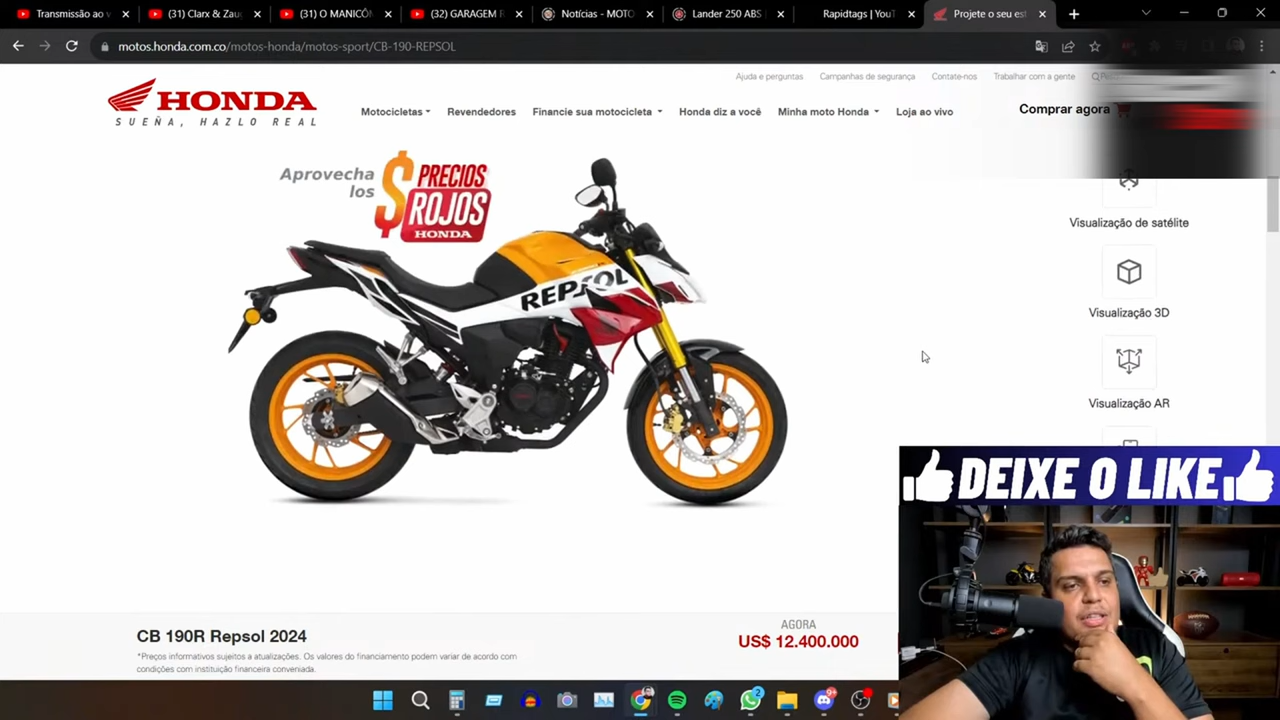 Transmissão ao v
(31) Clarx & Zau
(31) O MANICÔM
(32) GARAGEM R
Notícias - MOTO
Lander 250 ABS
Rapidtags | YouT
Projete o seu est
motos.honda.com.co/motos-honda/motos-sport/CB-190-REPSOL
Ajuda e perguntas
Campanhas de segurança
Contate-nos
Trabalhar com a gente
HONDA
SUEÑA, HAZLO REAL
Motocicletas
Revendedores
Financie sua motocicleta
Honda diz a você
Minha moto Honda
Loja ao vivo
Comprar agora
Aprovecha
los
$ PRECIOS
ROJOS
HONDA
REPSOL
Visualização de satélite
Visualização 3D
Visualização AR
DEIXE O LIKE
CB 190R Repsol 2024
*Preços informativos sujeitos a atualizações. Os valores do financiamento podem variar de acordo com
condições com instituição financeira conveniada.
AGORA
US$ 12.400.000
2
9+